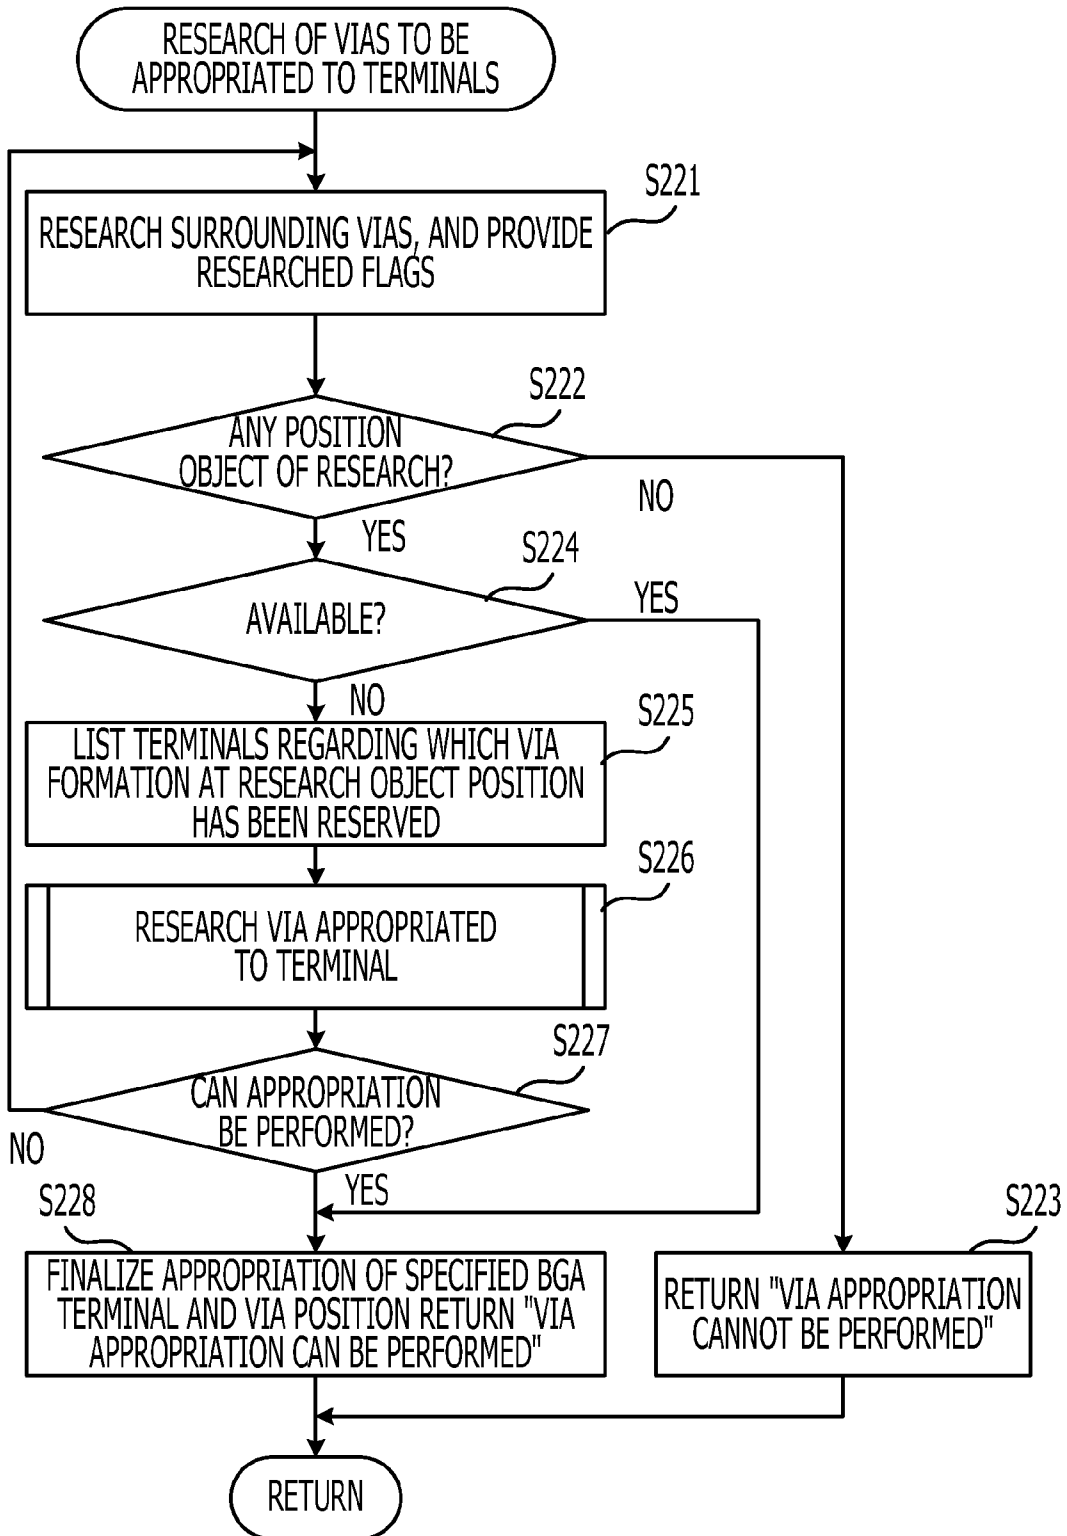 RESEARCH OF VIAS TO BE
APPROPRIATED TO TERMINALS
S221
RESEARCH SURROUNDING VIAS, AND PROVIDE
RESEARCHED FLAGS
S222
ANY POSITION
OBJECT OF RESEARCH?
NO
YES
S224
AVAILABLE?
YES
NO
S225
LIST TERMINALS REGARDING WHICH VIA
FORMATION AT RESEARCH OBJECT POSITION
HAS BEEN RESERVED
S226
RESEARCH VIA APPROPRIATED
TO TERMINAL
S227
CAN APPROPRIATION
BE PERFORMED?
NO
YES
S228
FINALIZE APPROPRIATION OF SPECIFIED BGA
TERMINAL AND VIA POSITION RETURN "VIA
APPROPRIATION CAN BE PERFORMED"
S223
RETURN "VIA APPROPRIATION
CANNOT BE PERFORMED"
RETURN